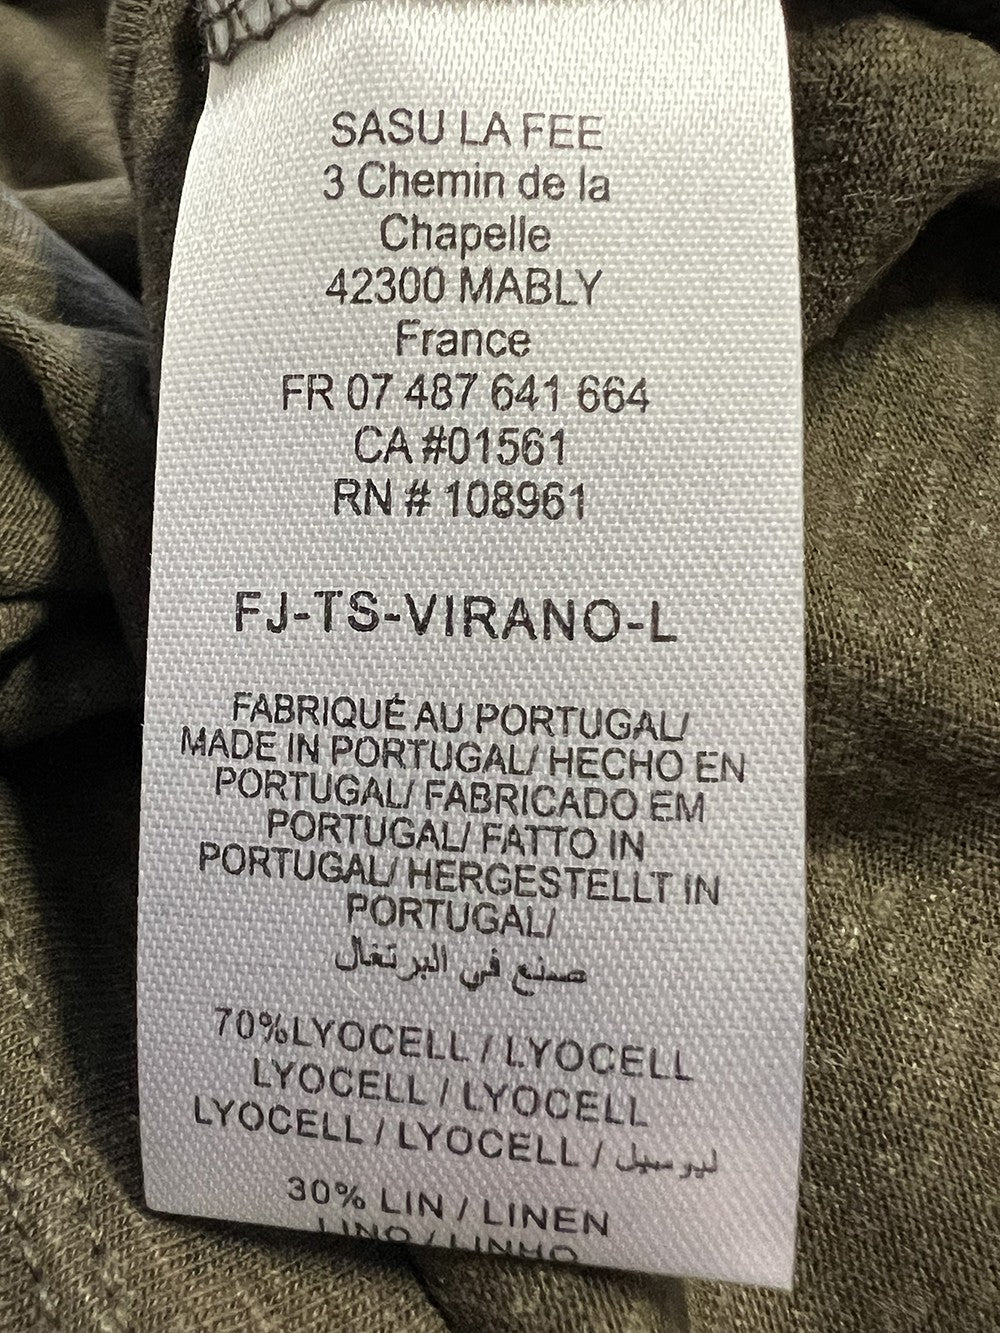 SASU LA FEE
3 Chemin de la
Chapelle
42300 MABLY
France
FR 07 487 641 664
CA #01561
RN # 108961
FJ-TS-VIRANO-L
FABRIQUÉ AU PORTUGAL/
MADE IN PORTUGAL/ HECHO EN
PORTUGAL/ FABRICADO EM
PORTUGAL/ FATTO IN
PORTUGAL/ HERGESTELLT IN
PORTUGAL/
صنع في البرتغال
70%LYOCELL / LYOCELL
LYOCELL / LYOCELL
LYOCELL / LYOCELL / ليوسيل
30% LIN / LINEN
LINO / LINHO